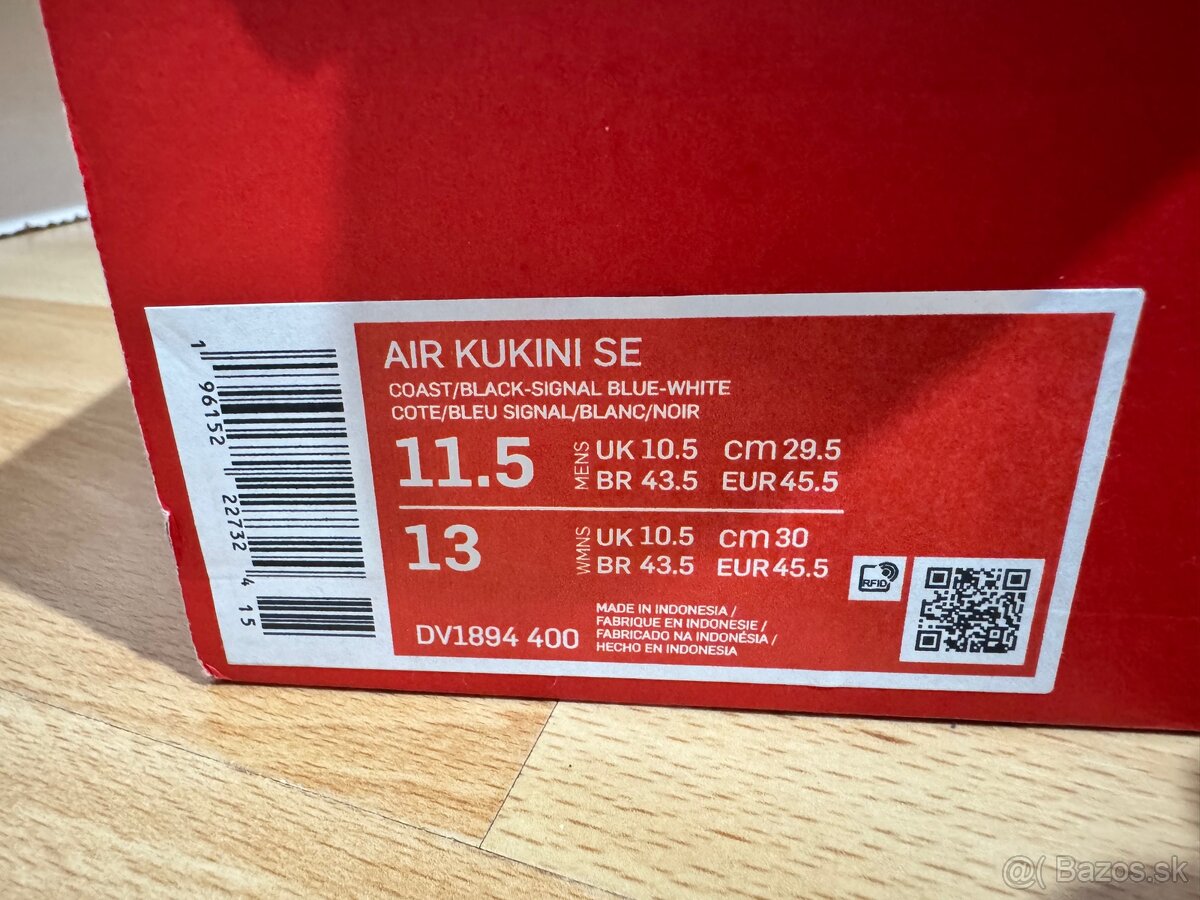 AIR KUKINI SE
COAST/BLACK-SIGNAL BLUE-WHITE
COTE/BLEU SIGNAL/BLANC/NOIR
11.5 MENS UK 10.5 cm 29.5
BR 43.5 EUR 45.5
13 WMNS UK 10.5 cm 30
BR 43.5 EUR 45.5
DV1894 400
MADE IN INDONESIA /
FABRIQUE EN INDONESIE /
FABRICADO NA INDONÉSIA /
HECHO EN INDONESIA
RFID
1 96152 22732 4 15
@( Bazos.sk